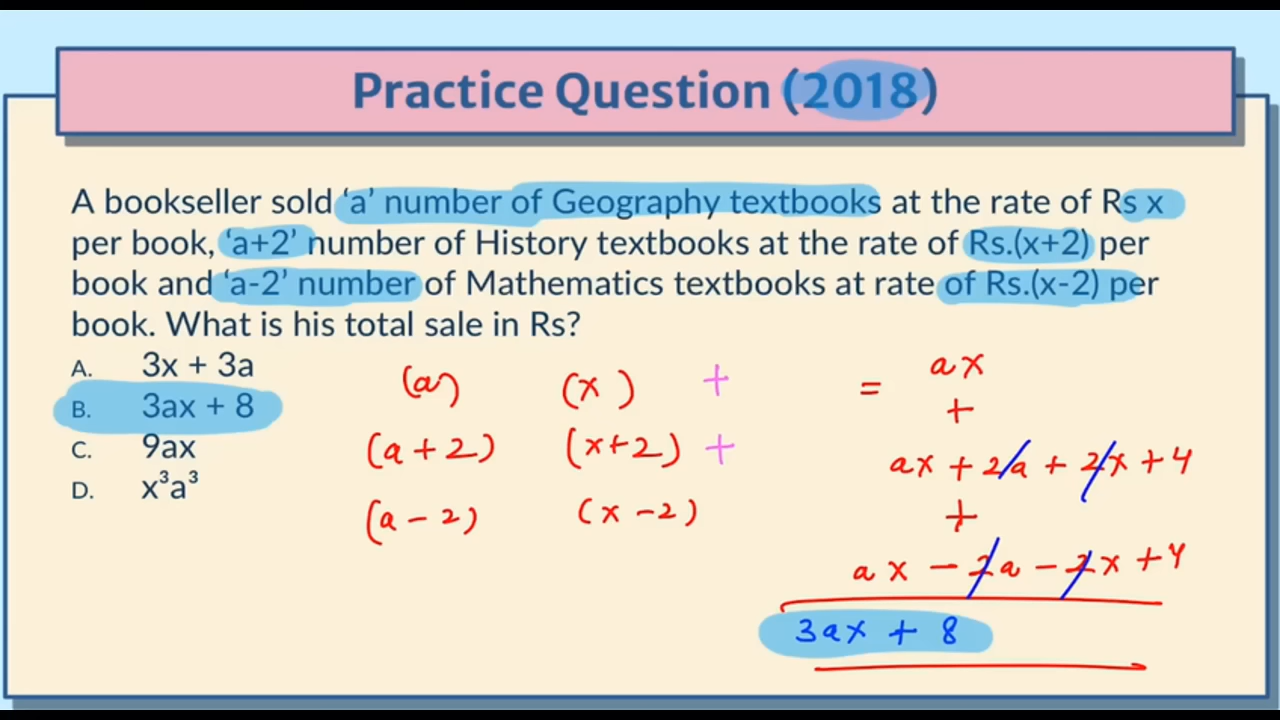 Practice Question (2018)
A bookseller sold ‘a’ number of Geography textbooks at the rate of Rs x
per book, ‘a+2’ number of History textbooks at the rate of Rs.(x+2) per
book and ‘a-2’ number of Mathematics textbooks at rate of Rs.(x-2) per
book. What is his total sale in Rs?
A. 3x + 3a
B. 3ax + 8
C. 9ax
D. x³a³
(a) (x) +
(a + 2) (x+2) +
(a - 2) (x - 2)
= ax
+
ax + 2a + 2x + 4
+
ax - 2a - 2x + 4
3ax + 8